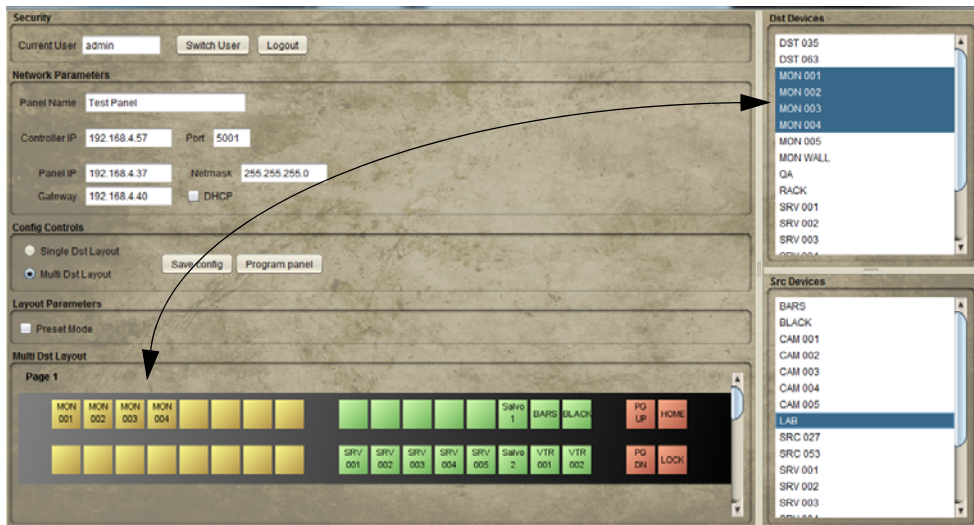 Security
Current User admin Switch User Logout
Network Parameters
Panel Name Test Panel
Controller IP 192.168.4.57 Port 5001
Panel IP 192.168.4.37 Netmask 255.255.255.0
Gateway 192.168.4.40 DHCP
Config Controls
Single Dst Layout
Multi Dst Layout
Save config Program panel
Layout Parameters
Preset Mode
Multi Dst Layout
Page 1
MON 001 MON 002 MON 003 MON 004 Salvo 1 BARS BLACK PG UP HOME
SRV 001 SRV 002 SRV 003 SRV 004 SRV 005 Salvo 2 VTR 001 VTR 002 PG DN LOCK
Dst Devices
DST 035
DST 063
MON 001
MON 002
MON 003
MON 004
MON 005
MON WALL
QA
RACK
SRV 001
SRV 002
SRV 003
SRV 004
Src Devices
BARS
BLACK
CAM 001
CAM 002
CAM 003
CAM 004
CAM 005
LAB
SRC 027
SRC 053
SRV 001
SRV 002
SRV 003
SRV 004